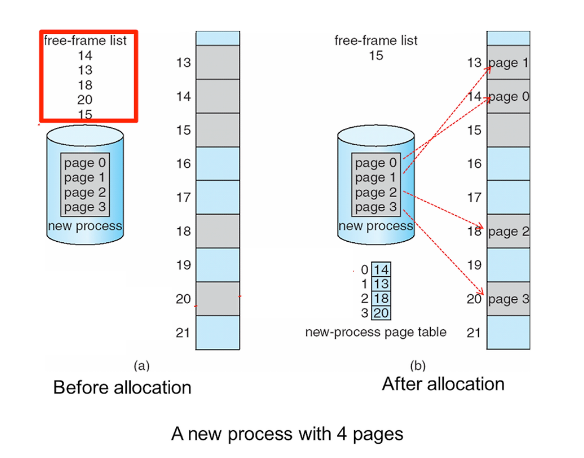 free-frame list
14
13
18
20
15
page 0
page 1
page 2
page 3
new process
13
14
15
16
17
18
19
20
21
(a)
Before allocation
free-frame list
15
page 0
page 1
page 2
page 3
new process
0 14
1 13
2 18
3 20
new-process page table
13 page 1
14 page 0
15
16
17
18 page 2
19
20 page 3
21
(b)
After allocation
A new process with 4 pages